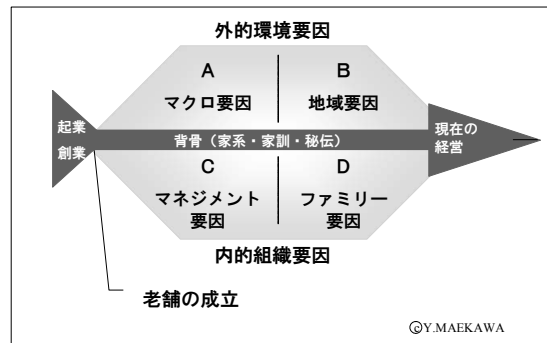 外的環境要因
A
B
マクロ要因
地域要因
起業
創業
背骨（家系・家訓・秘伝）
現在の
経営
C
D
マネジメント
要因
ファミリー
要因
内的組織要因
老舗の成立
©Y.MAEKAWA